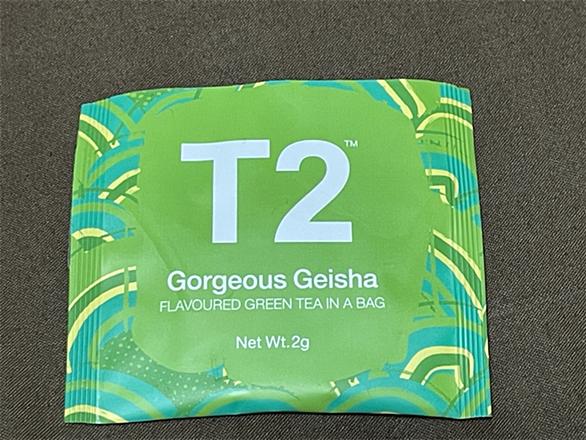 T2™
Gorgeous Geisha
FLAVOURED GREEN TEA IN A BAG
Net Wt. 2g